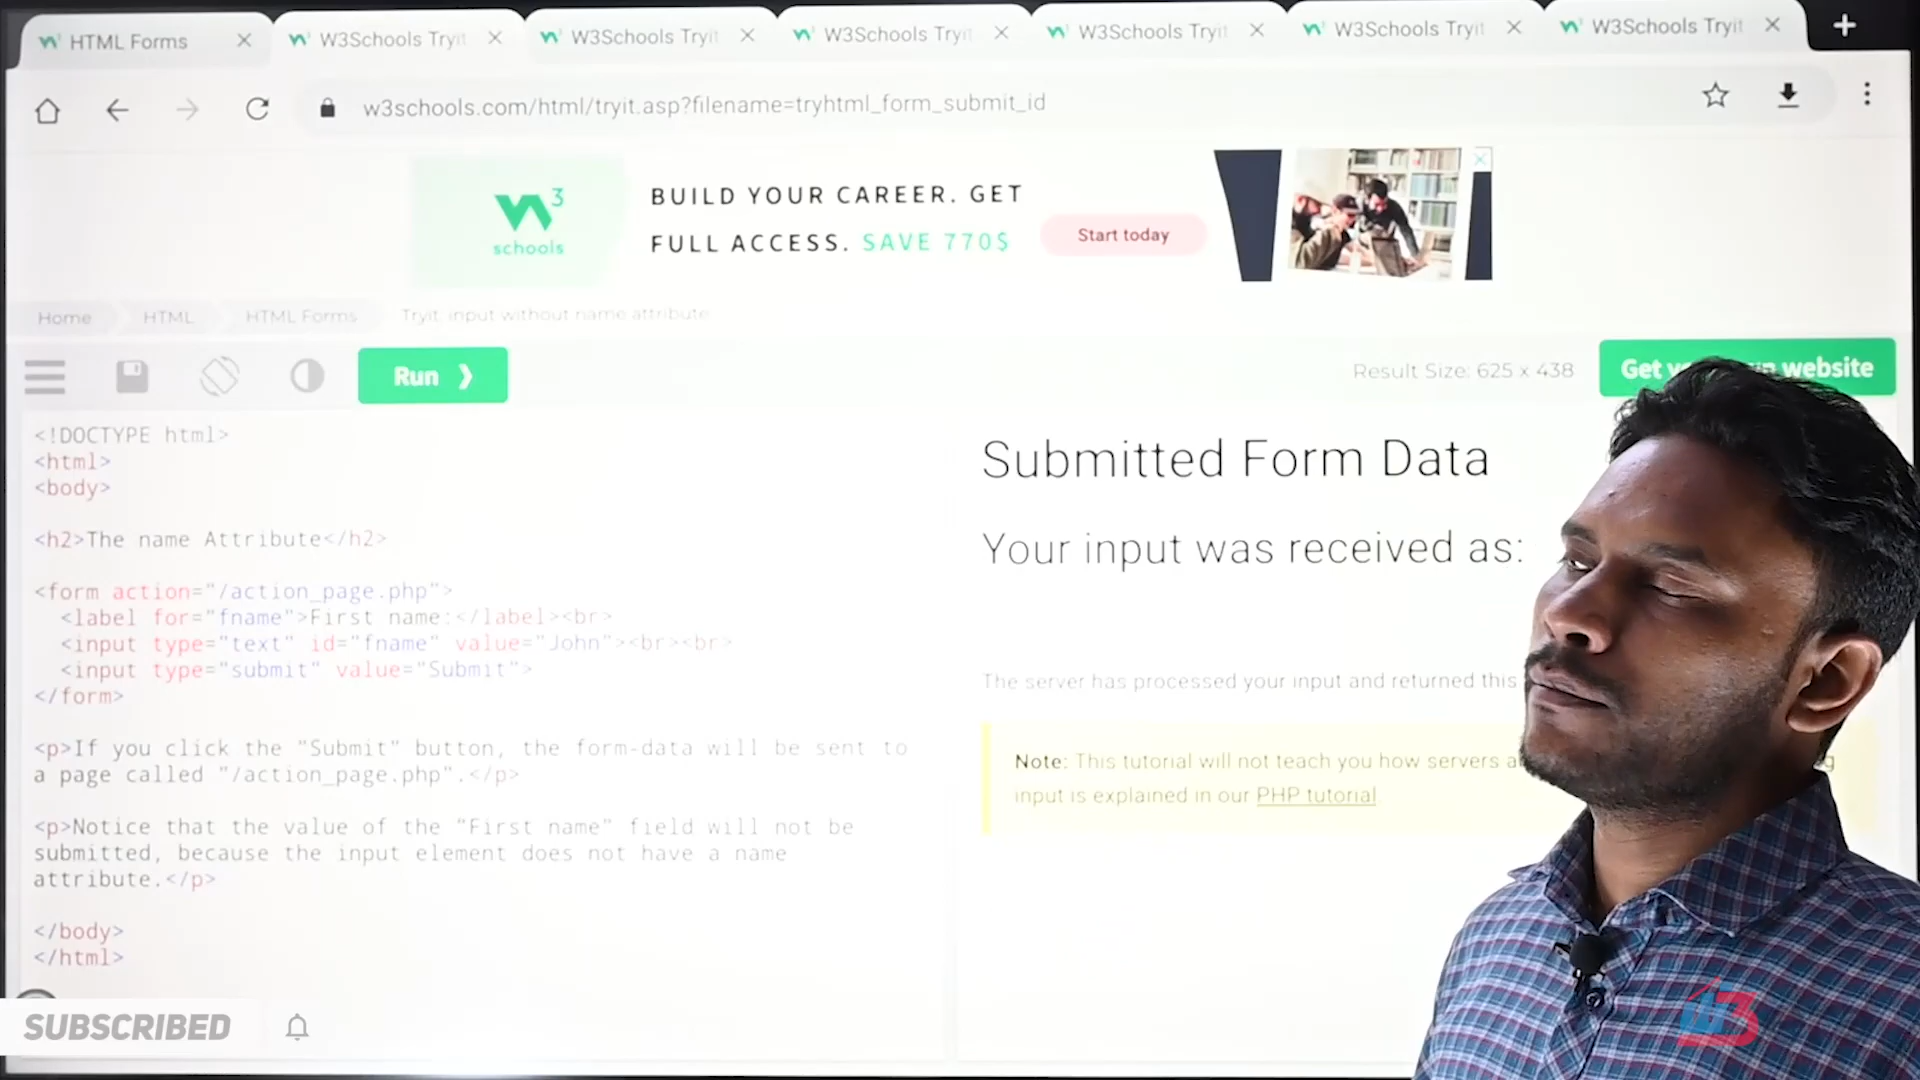 HTML Forms
W3Schools Tryit
W3Schools Tryit
W3Schools Tryit
W3Schools Tryit
W3Schools Tryit
W3Schools Tryit
w3schools.com/html/tryit.asp?filename=tryhtml_form_submit_id
3
schools
BUILD YOUR CAREER. GET
FULL ACCESS. SAVE 770$
Start today
Home
HTML
HTML Forms
Tryit: input without name attribute
Run ❯
Result Size: 625 x 438
Get website
<!DOCTYPE html>
<html>
<body>
<h2>The name Attribute</h2>
<form action="/action_page.php">
<label for="fname">First name:</label><br>
<input type="text" id="fname" value="John"><br><br>
<input type="submit" value="Submit">
</form>
<p>If you click the "Submit" button, the form-data will be sent to
a page called "/action_page.php".</p>
<p>Notice that the value of the "First name" field will not be
submitted, because the input element does not have a name
attribute.</p>
</body>
</html>
Submitted Form Data
Your input was received as:
The server has processed your input and returned this
Note: This tutorial will not teach you how servers
input is explained in our PHP tutorial
SUBSCRIBED